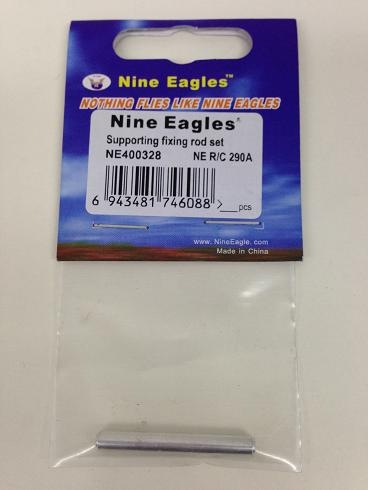 Nine Eagles™
NOTHING FLIES LIKE NINE EAGLES
Nine Eagles
Supporting fixing rod set
NE400328 NE R/C 290A
6 943481 746088 > ___pcs
www.NineEagle.com
Made in China